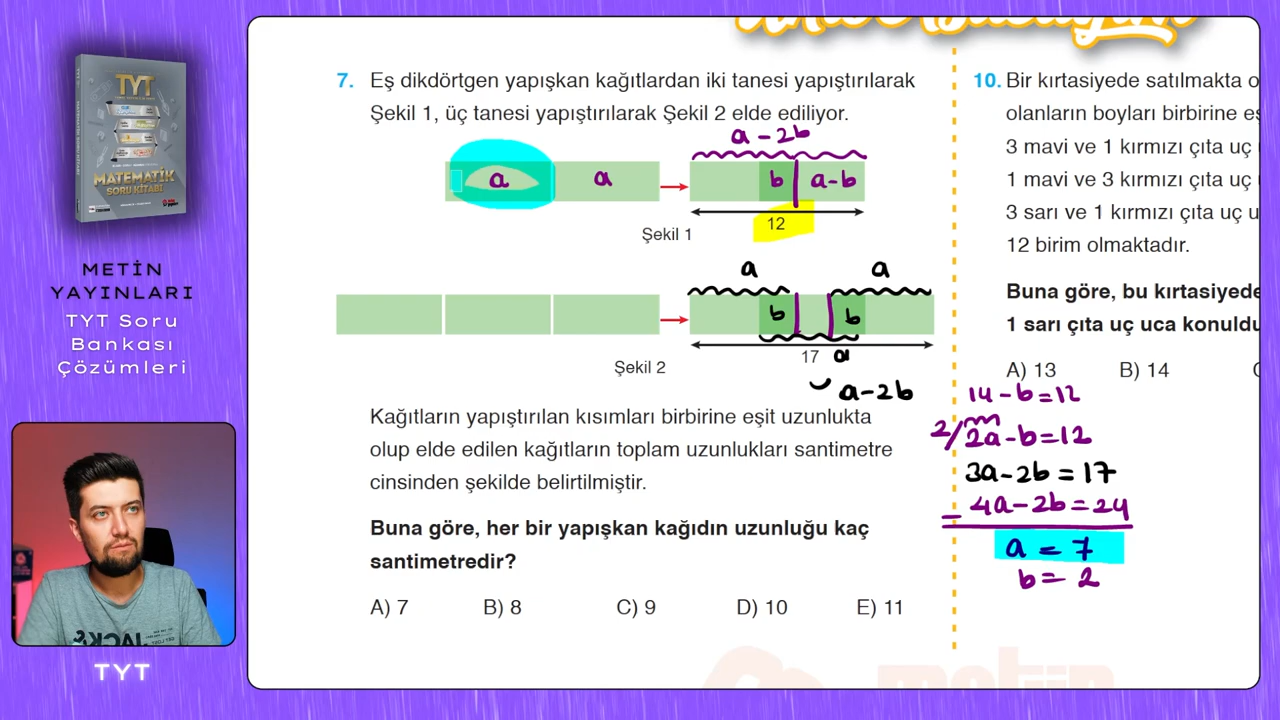 TYT
MATEMATİK
SORU KİTABI
METİN
YAYINLARI
TYT Soru
Bankası
Çözümleri
TYT
7. Eş dikdörtgen yapışkan kağıtlardan iki tanesi yapıştırılarak
Şekil 1, üç tanesi yapıştırılarak Şekil 2 elde ediliyor.
a - 2b
a
a
b
a-b
12
Şekil 1
a
a
b
b
17
a
Şekil 2
a-2b
Kağıtların yapıştırılan kısımları birbirine eşit uzunlukta
olup elde edilen kağıtların toplam uzunlukları santimetre
cinsinden şekilde belirtilmiştir.
Buna göre, her bir yapışkan kağıdın uzunluğu kaç
santimetredir?
A) 7 B) 8 C) 9 D) 10 E) 11
10. Bir kırtasiyede satılmakta o
olanların boyları birbirine eş
3 mavi ve 1 kırmızı çıta uç
1 mavi ve 3 kırmızı çıta uç
3 sarı ve 1 kırmızı çıta uç u
12 birim olmaktadır.
Buna göre, bu kırtasiyede
1 sarı çıta uç uca konuldu
A) 13 B) 14
14-b=12
2/2a-b=12
3a-2b=17
- 4a-2b=24
a = 7
b = 2
metin